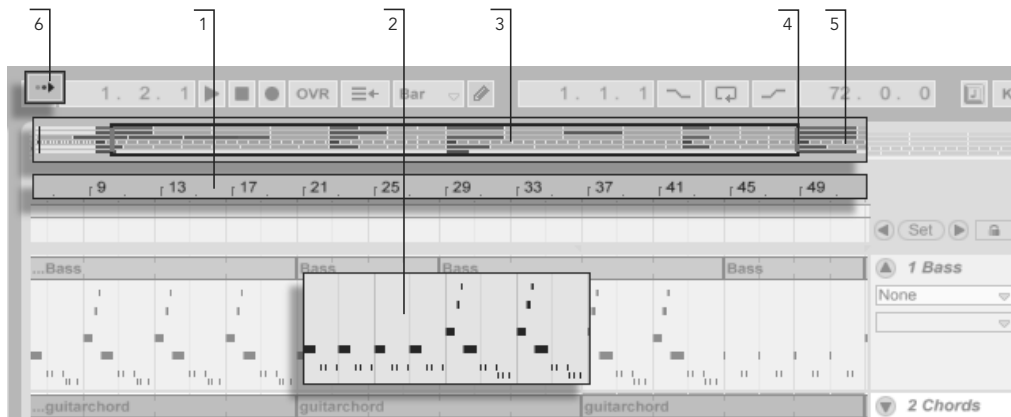 6 1 2 3 4 5
1 . 2 . 1 OVR Bar 1 . 1 . 1 72 . 0 . 0 K
9 13 17 21 25 29 33 37 41 45 49
Set
...Bass Bass Bass Bass 1 Bass
None
...guitarchord guitarchord guitarchord 2 Chords